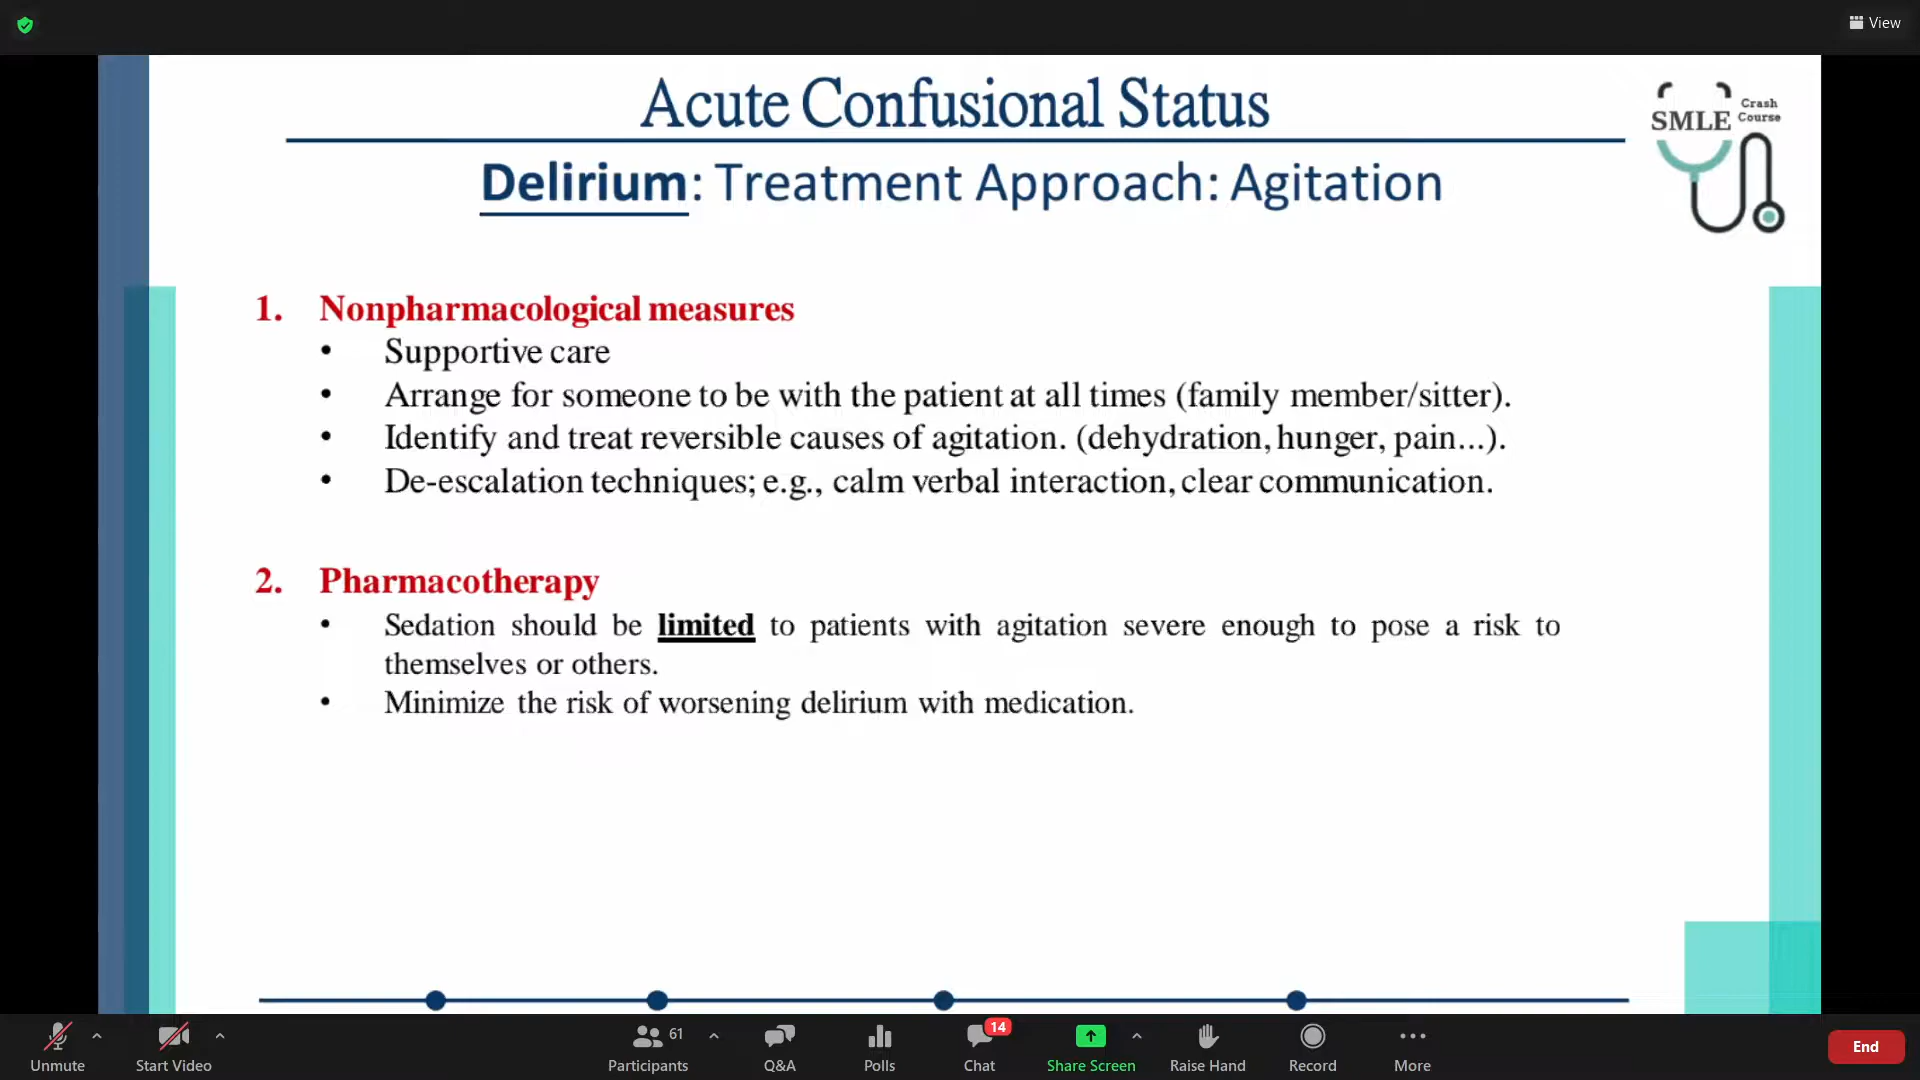 View
Acute Confusional Status
SMLE Crash Course
Delirium: Treatment Approach: Agitation
1. Nonpharmacological measures
• Supportive care
• Arrange for someone to be with the patient at all times (family member/sitter).
• Identify and treat reversible causes of agitation. (dehydration, hunger, pain...).
• De-escalation techniques; e.g., calm verbal interaction, clear communication.
2. Pharmacotherapy
• Sedation should be limited to patients with agitation severe enough to pose a risk to
themselves or others.
• Minimize the risk of worsening delirium with medication.
61
14
Unmute
Start Video
Participants
Q&A
Polls
Chat
Share Screen
Raise Hand
Record
More
End